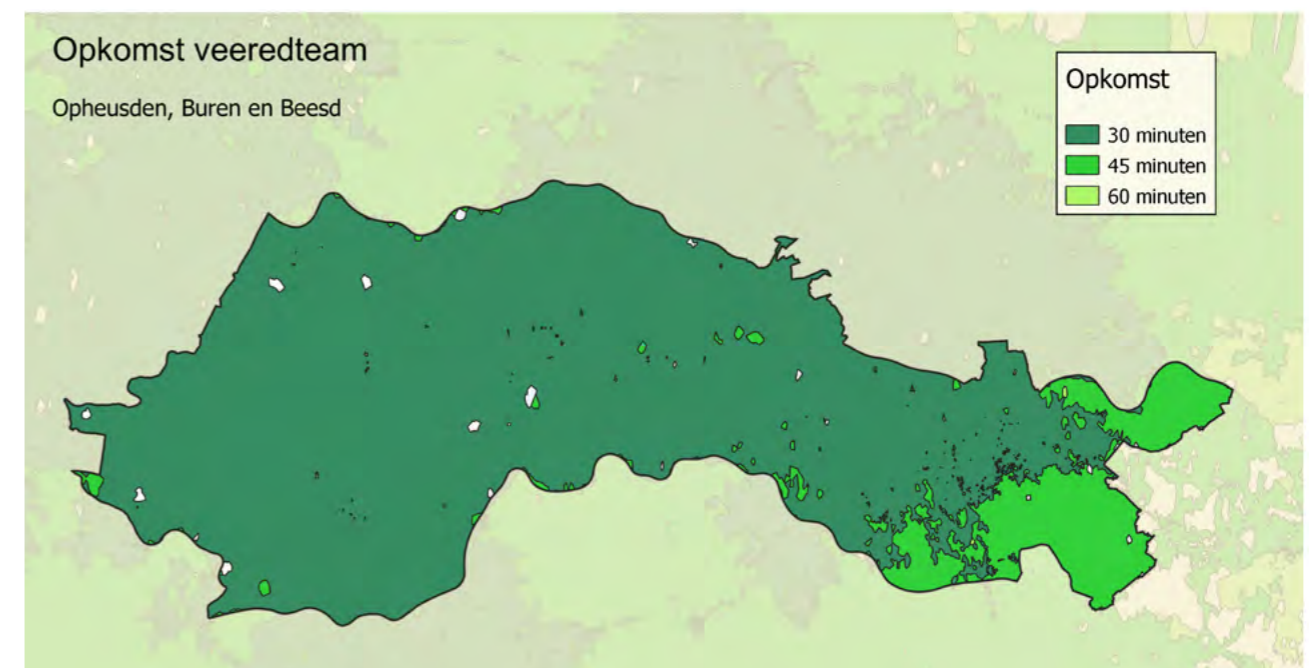 Opkomst veeredteam
Opheusden, Buren en Beesd
Opkomst
30 minuten
45 minuten
60 minuten